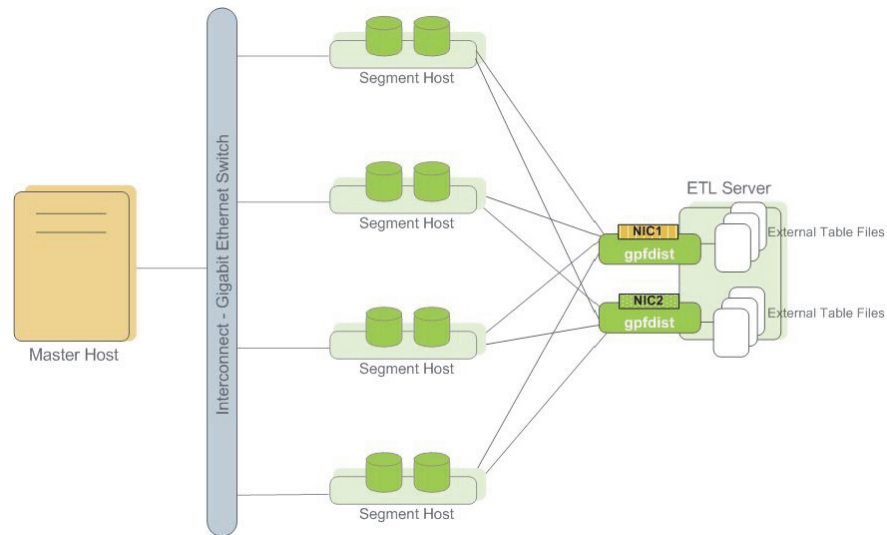 Segment Host
Interconnect - Gigabit Ethernet Switch
Segment Host
ETL Server
NIC1
gpfdist
External Table Files
Master Host
Segment Host
NIC2
gpfdist
External Table Files
Segment Host